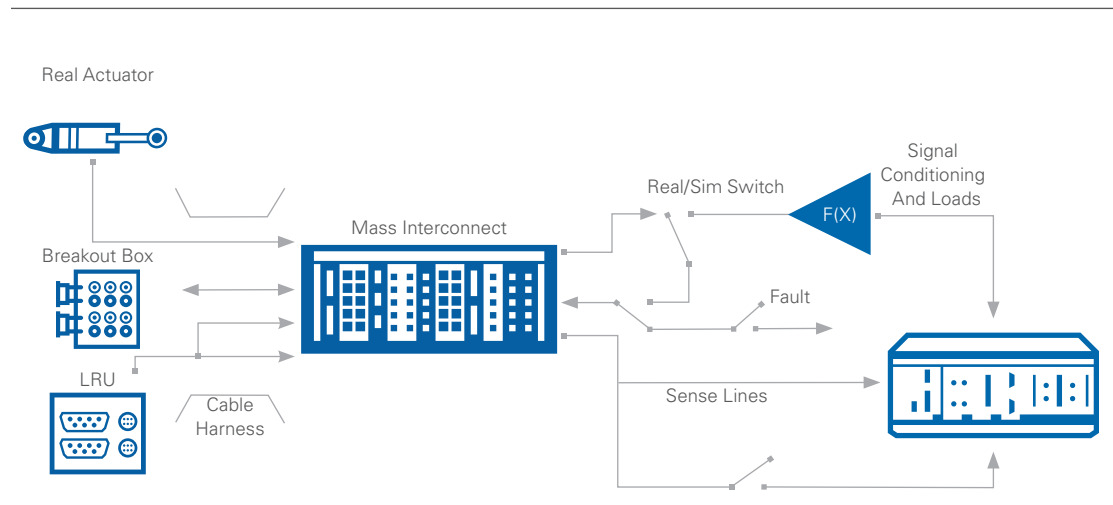 Real Actuator
Breakout Box
LRU
Cable
Harness
Mass Interconnect
Real/Sim Switch
F(X)
Signal
Conditioning
And Loads
Fault
Sense Lines